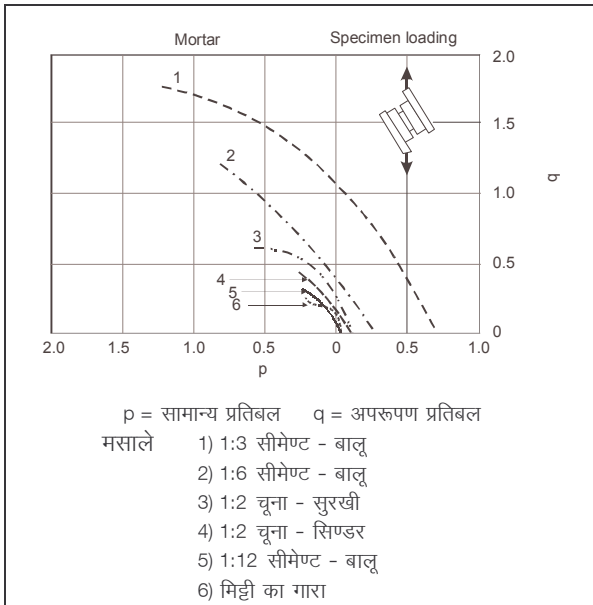 Mortar Specimen loading
2.0
1
1.5
2
1.0
q
3
0.5
4
5
6
0
2.0 1.5 1.0 0.5 0 0.5 1.0
p
p = सामान्य प्रतिबल q = अपरूपण प्रतिबल
मसाले 1) 1:3 सीमेण्ट - बालू
2) 1:6 सीमेण्ट - बालू
3) 1:2 चूना - सुरखी
4) 1:2 चूना - सिण्डर
5) 1:12 सीमेण्ट - बालू
6) मिट्टी का गारा